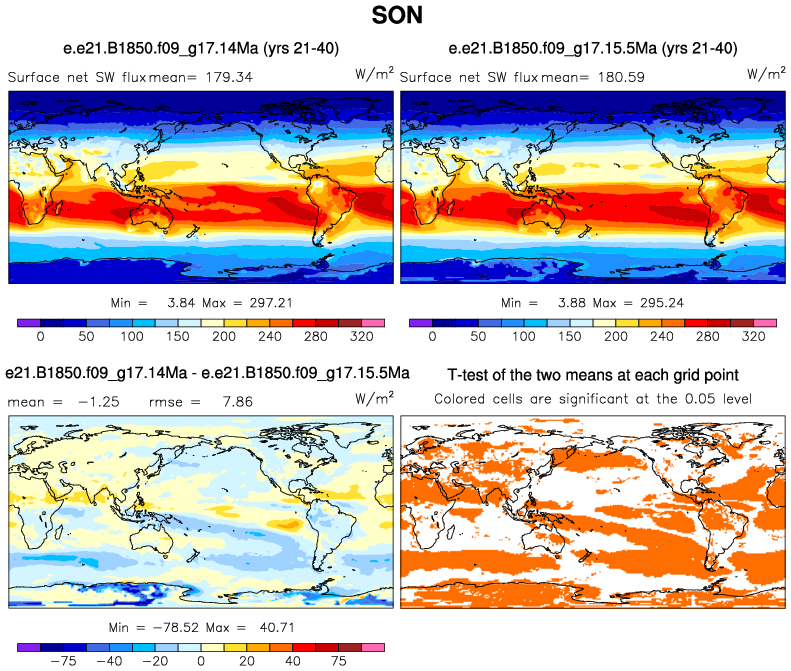 SON
e.e21.B1850.f09_g17.14Ma (yrs 21-40)
e.e21.B1850.f09_g17.15.5Ma (yrs 21-40)
Surface net SW flux mean= 179.34 W/m²
Surface net SW flux mean= 180.59 W/m²
Min = 3.84 Max = 297.21
Min = 3.88 Max = 295.24
0 50 100 150 200 240 280 320
0 50 100 150 200 240 280 320
e21.B1850.f09_g17.14Ma - e.e21.B1850.f09_g17.15.5Ma
mean = −1.25 rmse = 7.86 W/m²
T-test of the two means at each grid point
Colored cells are significant at the 0.05 level
Min = −78.52 Max = 40.71
−75 −40 −20 0 20 40 75